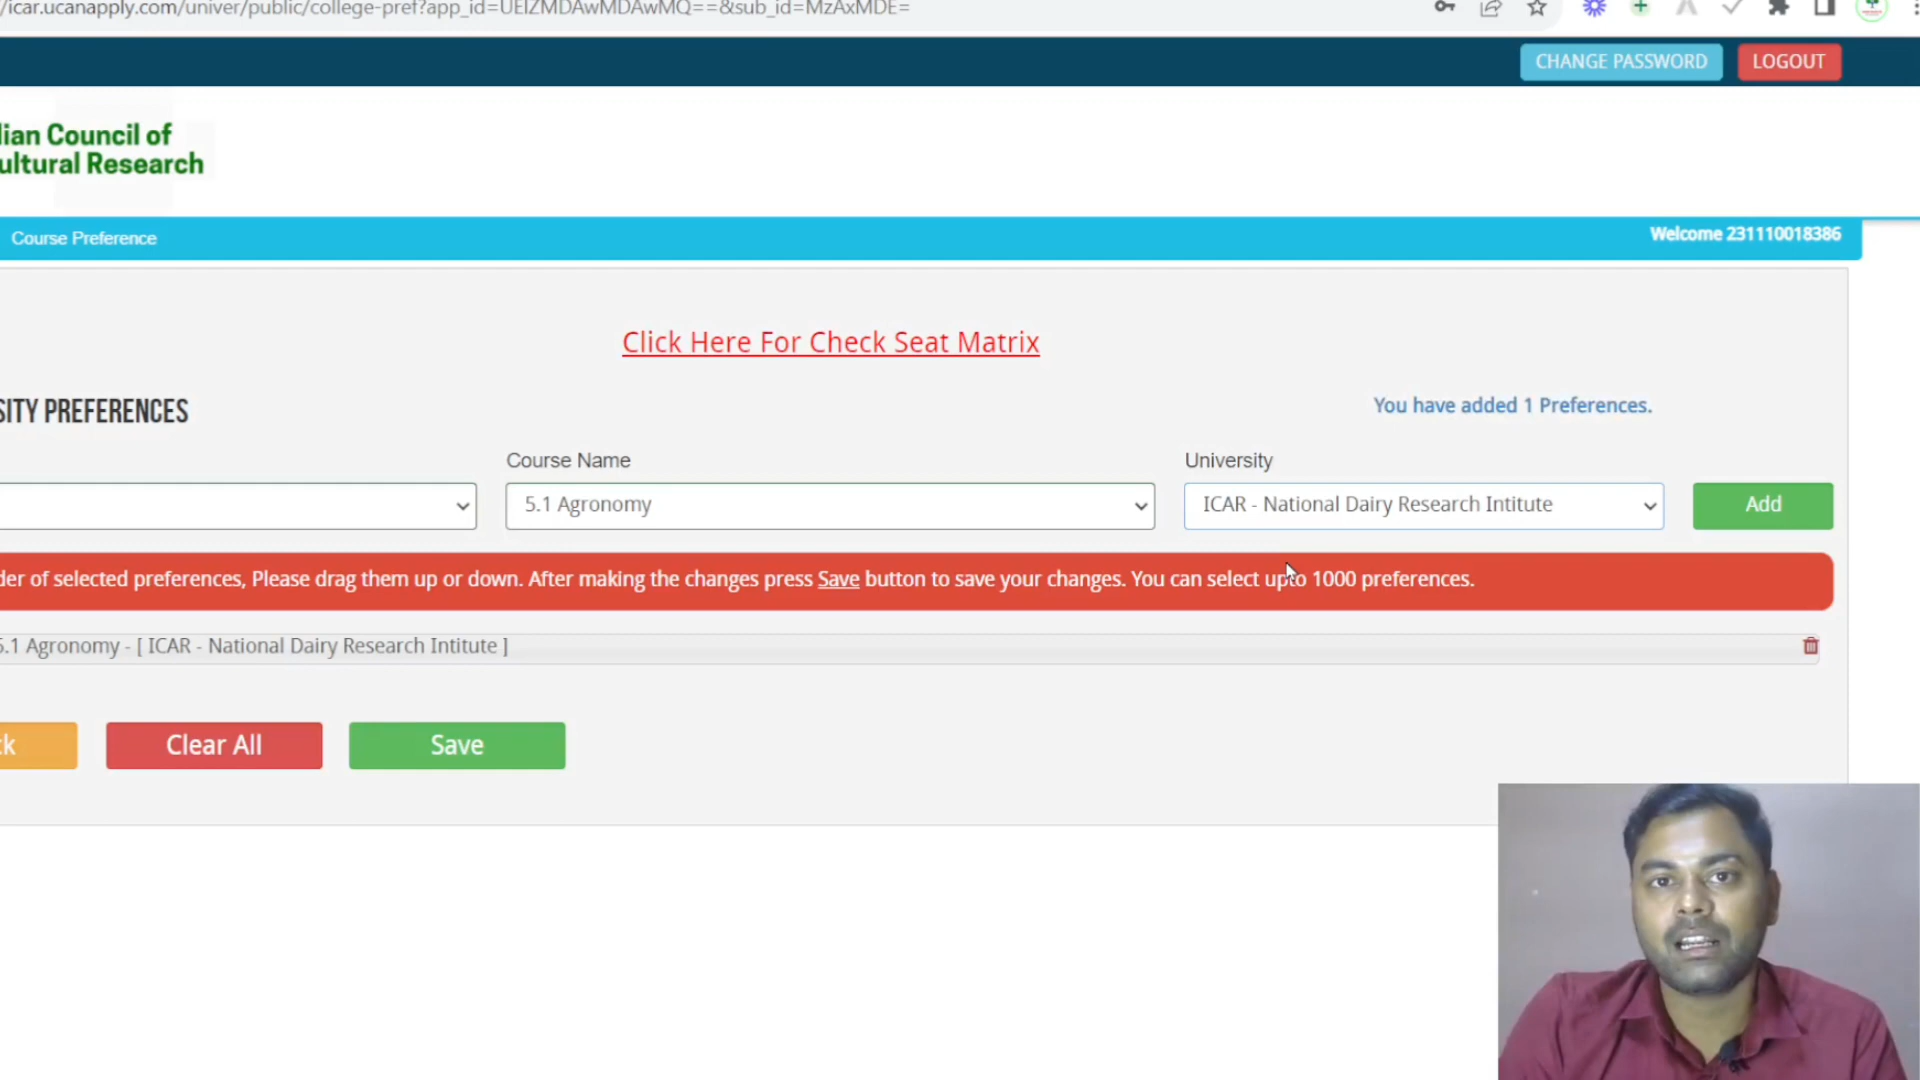 /icar.ucanapply.com/univer/public/college-pref?app_id=UEIZMDAwMDAwMQ==&sub_id=MzAxMDE=
CHANGE PASSWORD LOGOUT
lian Council of
ultural Research
Course Preference
Welcome 231110018386
Click Here For Check Seat Matrix
SITY PREFERENCES
You have added 1 Preferences.
Course Name University
5.1 Agronomy ICAR - National Dairy Research Intitute Add
der of selected preferences, Please drag them up or down. After making the changes press Save button to save your changes. You can select upto 1000 preferences.
5.1 Agronomy - [ ICAR - National Dairy Research Intitute ]
ck Clear All Save